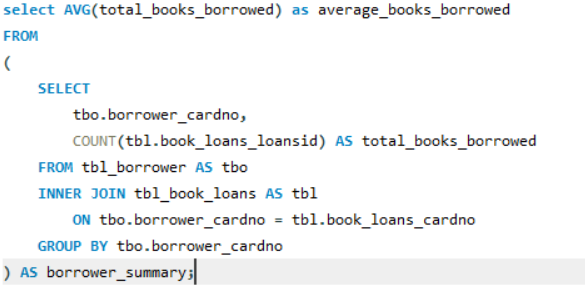 select AVG(total_books_borrowed) as average_books_borrowed
FROM
(
SELECT
tbo.borrower_cardno,
COUNT(tbl.book_loans_loansid) AS total_books_borrowed
FROM tbl_borrower AS tbo
INNER JOIN tbl_book_loans AS tbl
ON tbo.borrower_cardno = tbl.book_loans_cardno
GROUP BY tbo.borrower_cardno
) AS borrower_summary;